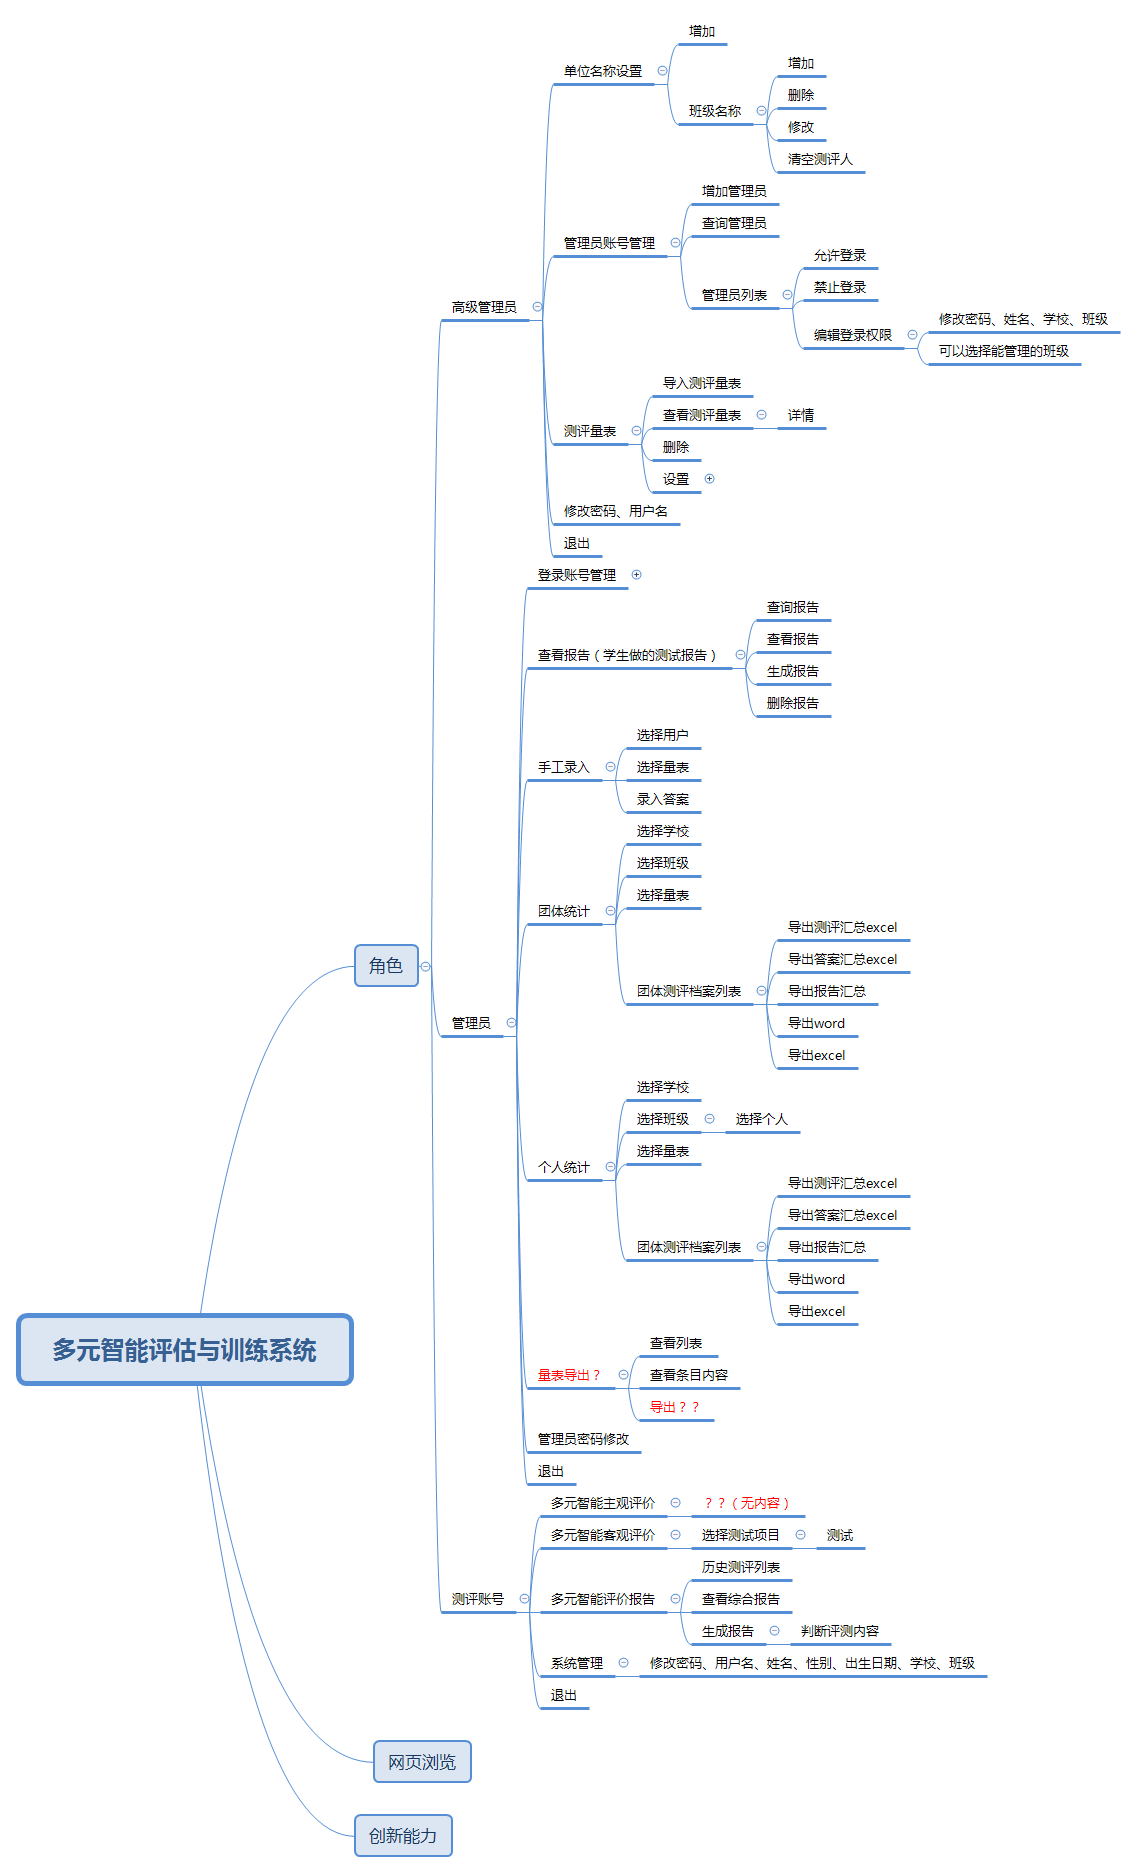 多元智能评估与训练系统
角色
高级管理员
单位名称设置
增加
班级名称
增加
删除
修改
清空测评人
管理员账号管理
增加管理员
查询管理员
管理员列表
允许登录
禁止登录
编辑登录权限
修改密码、姓名、学校、班级
可以选择能管理的班级
测评量表
导入测评量表
查看测评量表
详情
删除
设置
修改密码、用户名
退出
管理员
登录账号管理
查看报告（学生做的测试报告）
查询报告
查看报告
生成报告
删除报告
手工录入
选择用户
选择量表
录入答案
团体统计
选择学校
选择班级
选择量表
团体测评档案列表
导出测评汇总excel
导出答案汇总excel
导出报告汇总
导出word
导出excel
个人统计
选择学校
选择班级
选择个人
选择量表
团体测评档案列表
导出测评汇总excel
导出答案汇总excel
导出报告汇总
导出word
导出excel
量表导出？
查看列表
查看条目内容
导出？？
管理员密码修改
退出
测评账号
多元智能主观评价
？？（无内容）
多元智能客观评价
选择测试项目
测试
多元智能评价报告
历史测评列表
查看综合报告
生成报告
判断评测内容
系统管理
修改密码、用户名、姓名、性别、出生日期、学校、班级
退出
网页浏览
创新能力